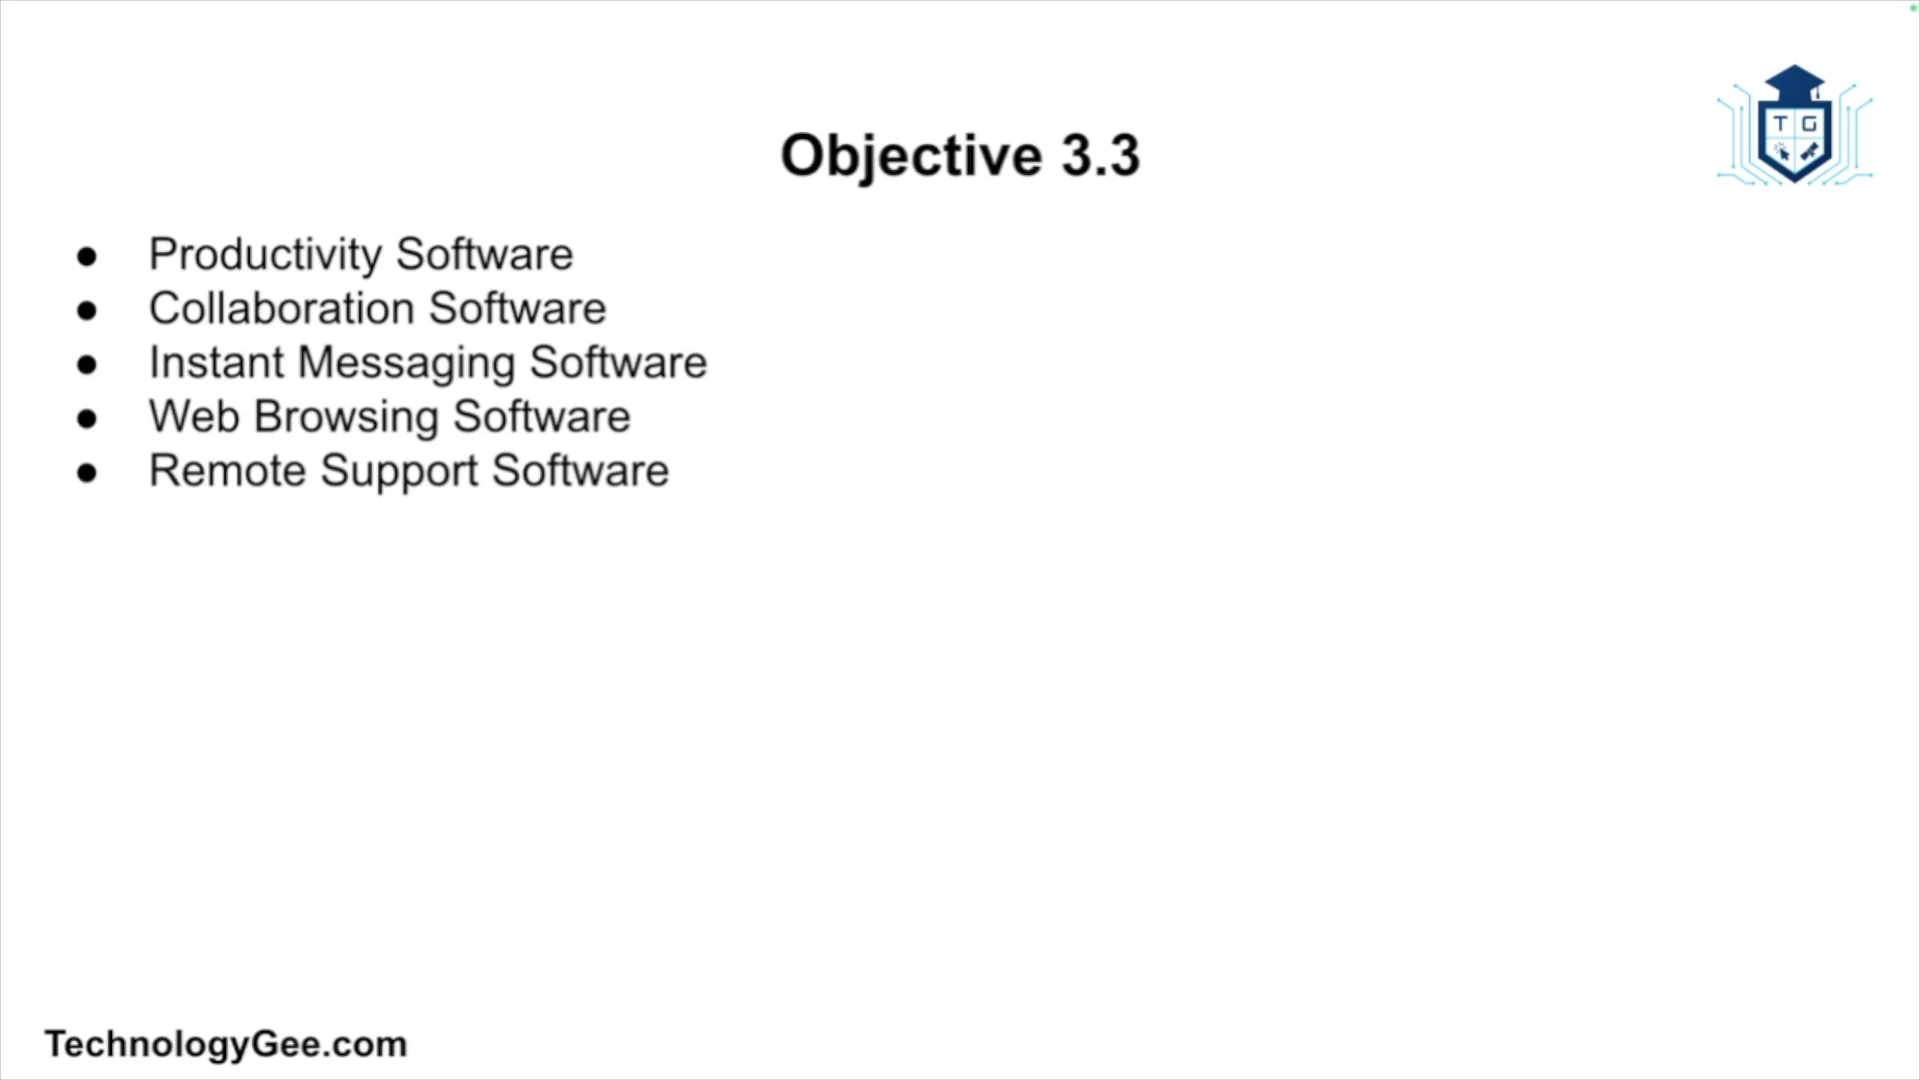 T G
Objective 3.3
● Productivity Software
● Collaboration Software
● Instant Messaging Software
● Web Browsing Software
● Remote Support Software
TechnologyGee.com